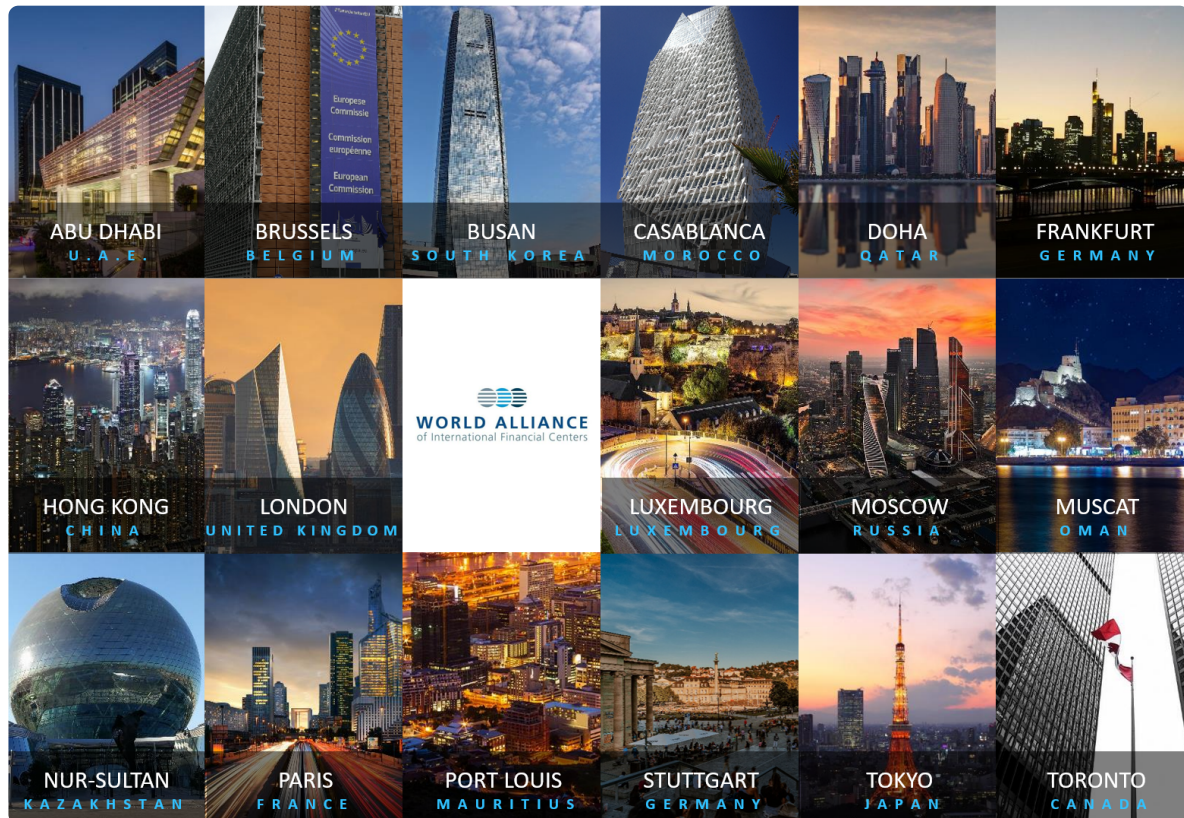 Europese
Commissie
Commission
européenne
European
Commission
ABU DHABI
U.A.E.
BRUSSELS
BELGIUM
BUSAN
SOUTH KOREA
CASABLANCA
MOROCCO
DOHA
QATAR
FRANKFURT
GERMANY
HONG KONG
CHINA
LONDON
UNITED KINGDOM
WORLD ALLIANCE
of International Financial Centers
LUXEMBOURG
LUXEMBOURG
MOSCOW
RUSSIA
MUSCAT
OMAN
NUR-SULTAN
KAZAKHSTAN
PARIS
FRANCE
PORT LOUIS
MAURITIUS
STUTTGART
GERMANY
TOKYO
JAPAN
TORONTO
CANADA